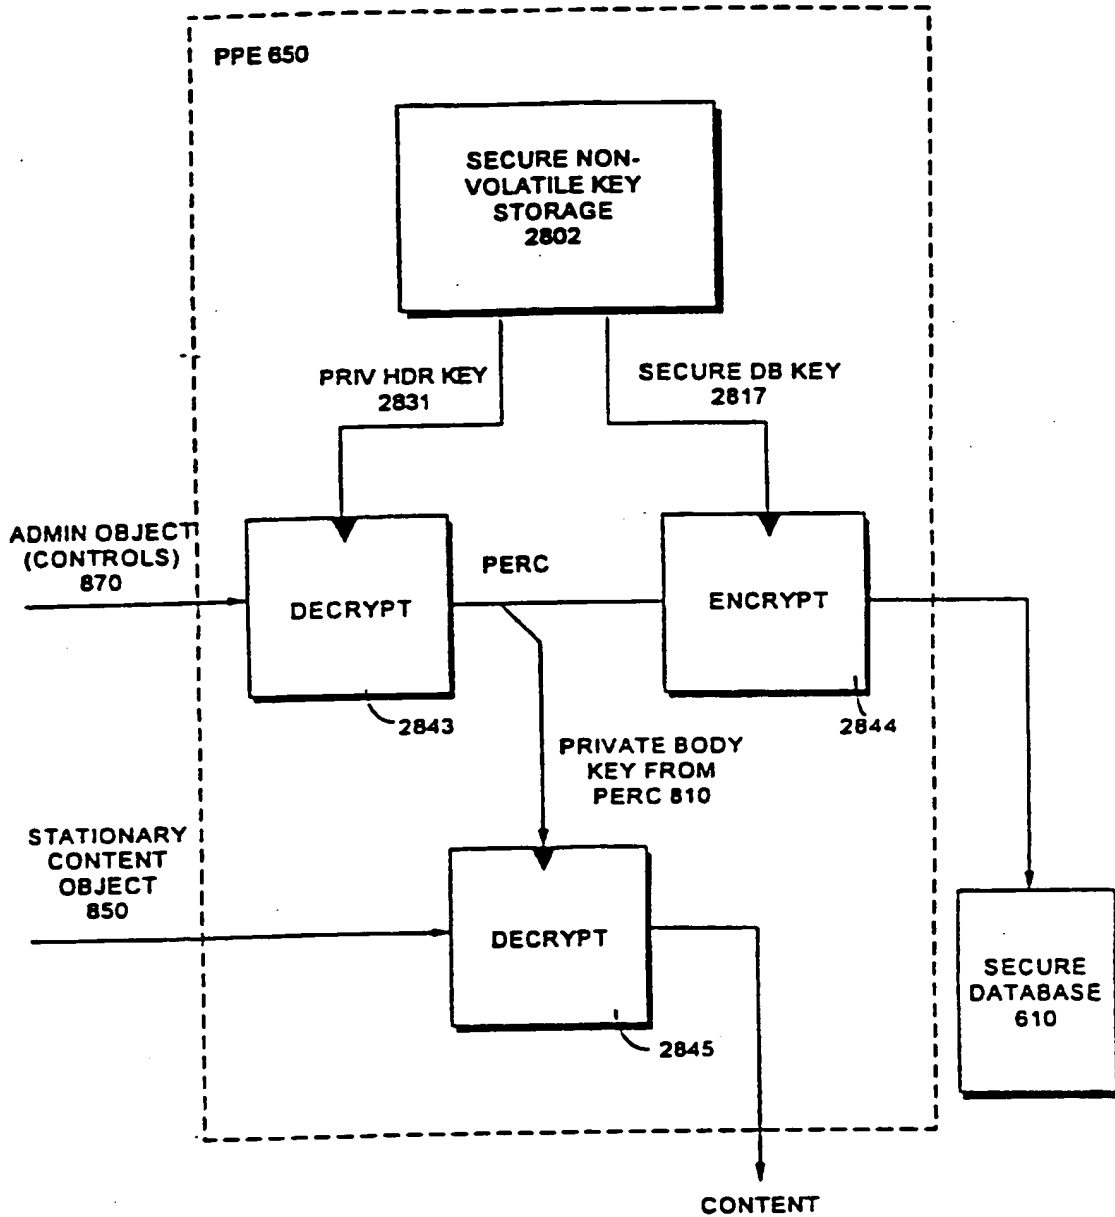 PPE 650
SECURE NON-
VOLATILE KEY
STORAGE
2802
PRIV HDR KEY
2831
SECURE DB KEY
2817
ADMIN OBJECT
(CONTROLS)
870
DECRYPT
PERC
ENCRYPT
2843
2844
PRIVATE BODY
KEY FROM
PERC 810
STATIONARY
CONTENT
OBJECT
850
DECRYPT
2845
SECURE
DATABASE
610
CONTENT